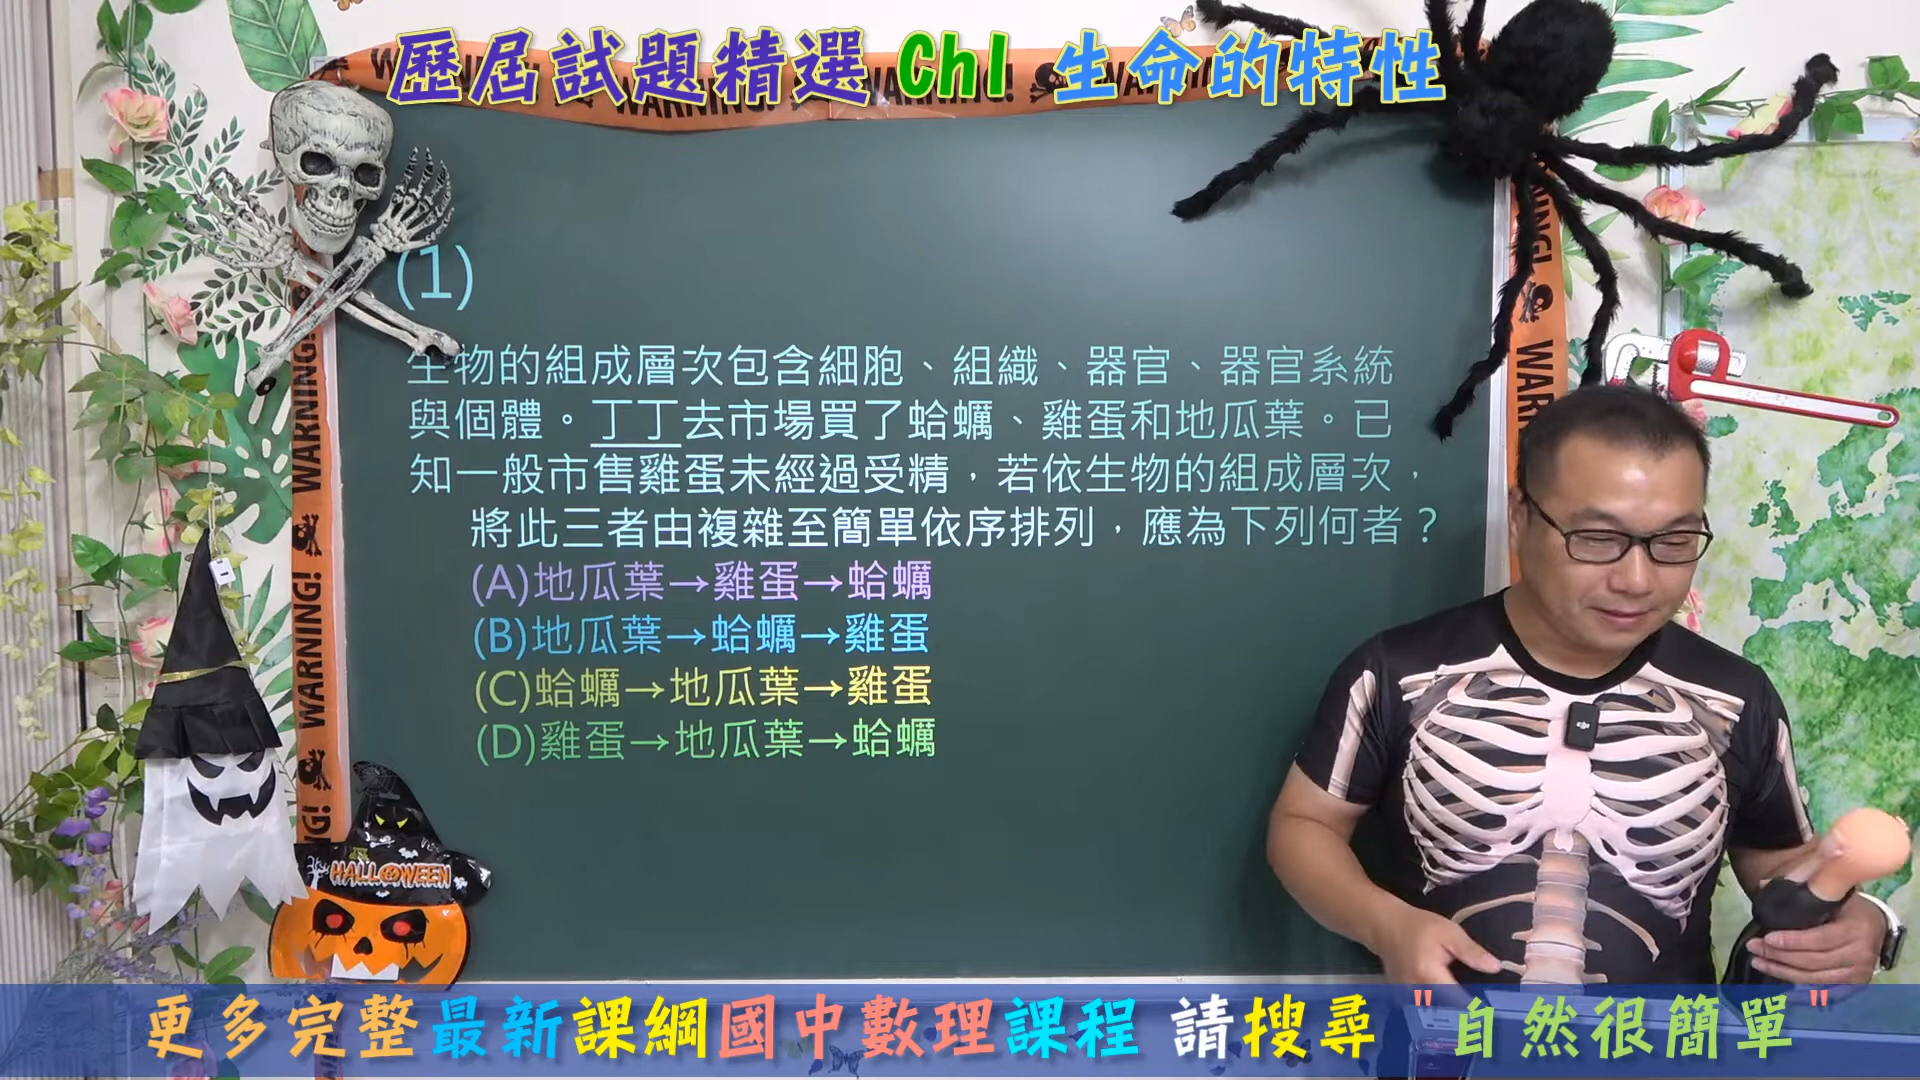 歷屆試題精選 Ch1 生命的特性
WARNING!
WARNING!
WARNING!
(1)
生物的組成層次包含細胞、組織、器官、器官系統
與個體。丁丁去市場買了蛤蠣、雞蛋和地瓜葉。已
知一般市售雞蛋未經過受精，若依生物的組成層次，
將此三者由複雜至簡單依序排列，應為下列何者？
(A)地瓜葉→雞蛋→蛤蠣
(B)地瓜葉→蛤蠣→雞蛋
(C)蛤蠣→地瓜葉→雞蛋
(D)雞蛋→地瓜葉→蛤蠣
WARNING!
WARNING!
HALLOWEEN
更多完整最新課綱國中數理課程 請搜尋 "自然很簡單"